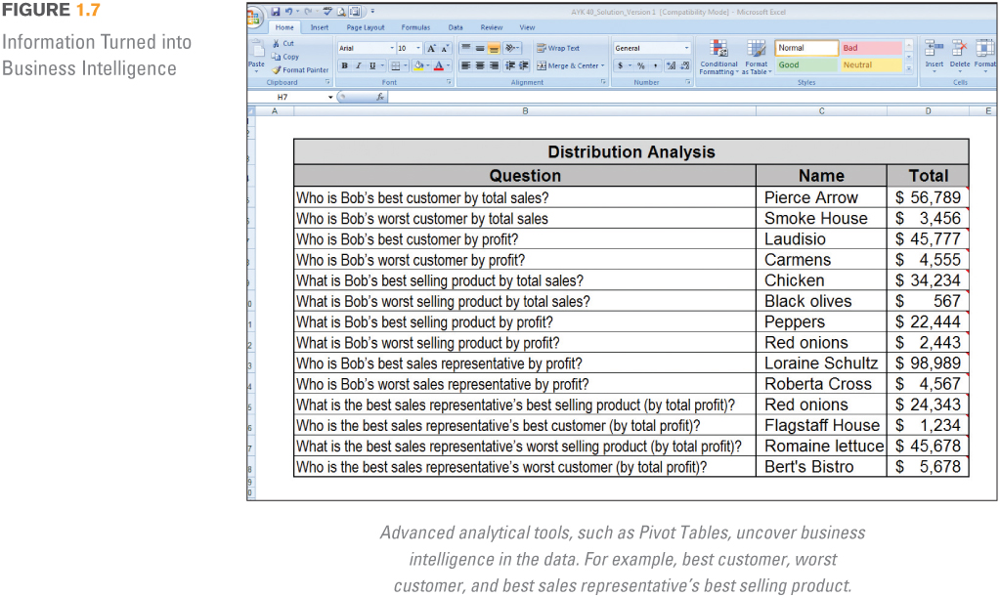 FIGURE 1.7
Information Turned into
Business Intelligence
AYK 40_Solution_Version 1 [Compatibility Mode] - Microsoft Excel
Home Insert Page Layout Formulas Data Review View
Paste
Cut
Copy
Format Painter
Clipboard
Arial 10
B I U
Font
Wrap Text
Merge & Center
Alignment
General
$ % ,
Number
Conditional Formatting
Format as Table
Normal Bad
Good Neutral
Styles
Insert Delete Format
Cells
H7 fx
A B C D E
Distribution Analysis
Question Name Total
Who is Bob's best customer by total sales? Pierce Arrow $ 56,789
Who is Bob's worst customer by total sales Smoke House $ 3,456
Who is Bob's best customer by profit? Laudisio $ 45,777
Who is Bob's worst customer by profit? Carmens $ 4,555
What is Bob's best selling product by total sales? Chicken $ 34,234
What is Bob's worst selling product by total sales? Black olives $ 567
What is Bob's best selling product by profit? Peppers $ 22,444
What is Bob's worst selling product by profit? Red onions $ 2,443
Who is Bob's best sales representative by profit? Loraine Schultz $ 98,989
Who is Bob's worst sales representative by profit? Roberta Cross $ 4,567
What is the best sales representative's best selling product (by total profit)? Red onions $ 24,343
Who is the best sales representative's best customer (by total profit)? Flagstaff House $ 1,234
What is the best sales representative's worst selling product (by total profit)? Romaine lettuce $ 45,678
Who is the best sales representative's worst customer (by total profit)? Bert's Bistro $ 5,678
Advanced analytical tools, such as Pivot Tables, uncover business
intelligence in the data. For example, best customer, worst
customer, and best sales representative's best selling product.